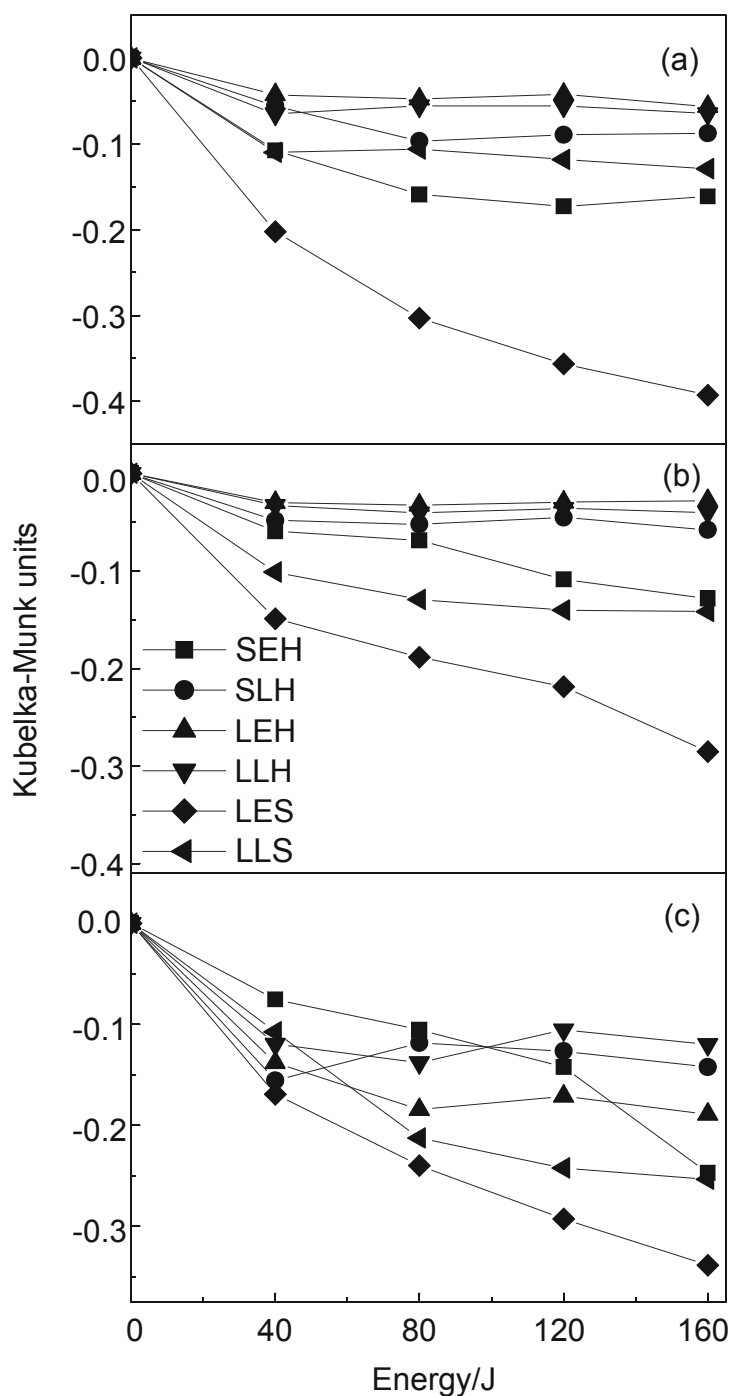 (a)
0.0
-0.1
-0.2
-0.3
-0.4
(b)
0.0
-0.1
-0.2
-0.3
-0.4
Kubelka-Munk units
SEH
SLH
LEH
LLH
LES
LLS
(c)
0.0
-0.1
-0.2
-0.3
0 40 80 120 160
Energy/J